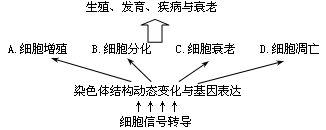 生殖、发育、疾病与衰老
A.细胞增殖 B.细胞分化 C.细胞衰老 D.细胞凋亡
染色体结构动态变化与基因表达
细胞信号转导